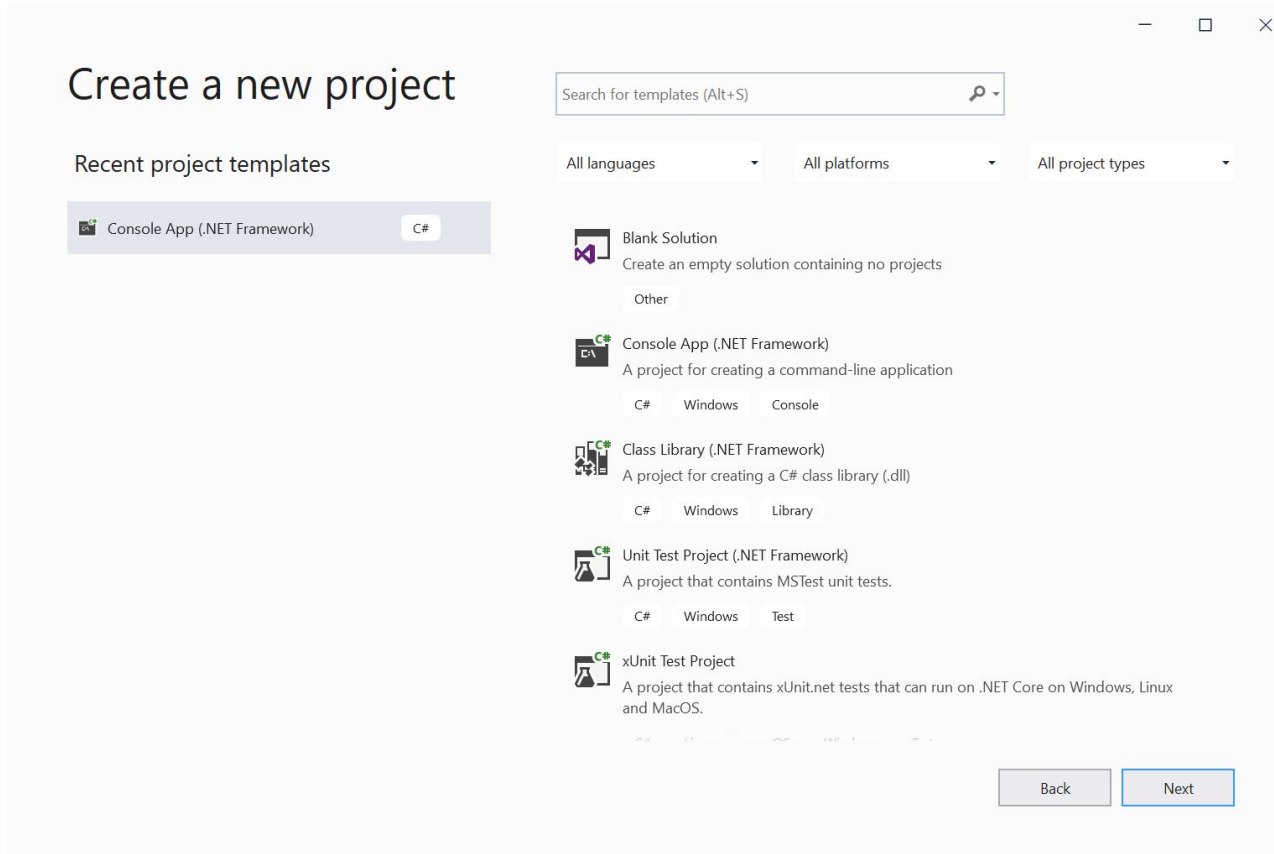 Create a new project
Search for templates (Alt+S)
Recent project templates
All languages
All platforms
All project types
Console App (.NET Framework)
C#
Blank Solution
Create an empty solution containing no projects
Other
C#
C:\
Console App (.NET Framework)
A project for creating a command-line application
C# Windows Console
C#
Class Library (.NET Framework)
A project for creating a C# class library (.dll)
C# Windows Library
C#
Unit Test Project (.NET Framework)
A project that contains MSTest unit tests.
C# Windows Test
C#
xUnit Test Project
A project that contains xUnit.net tests that can run on .NET Core on Windows, Linux
and MacOS.
Back
Next